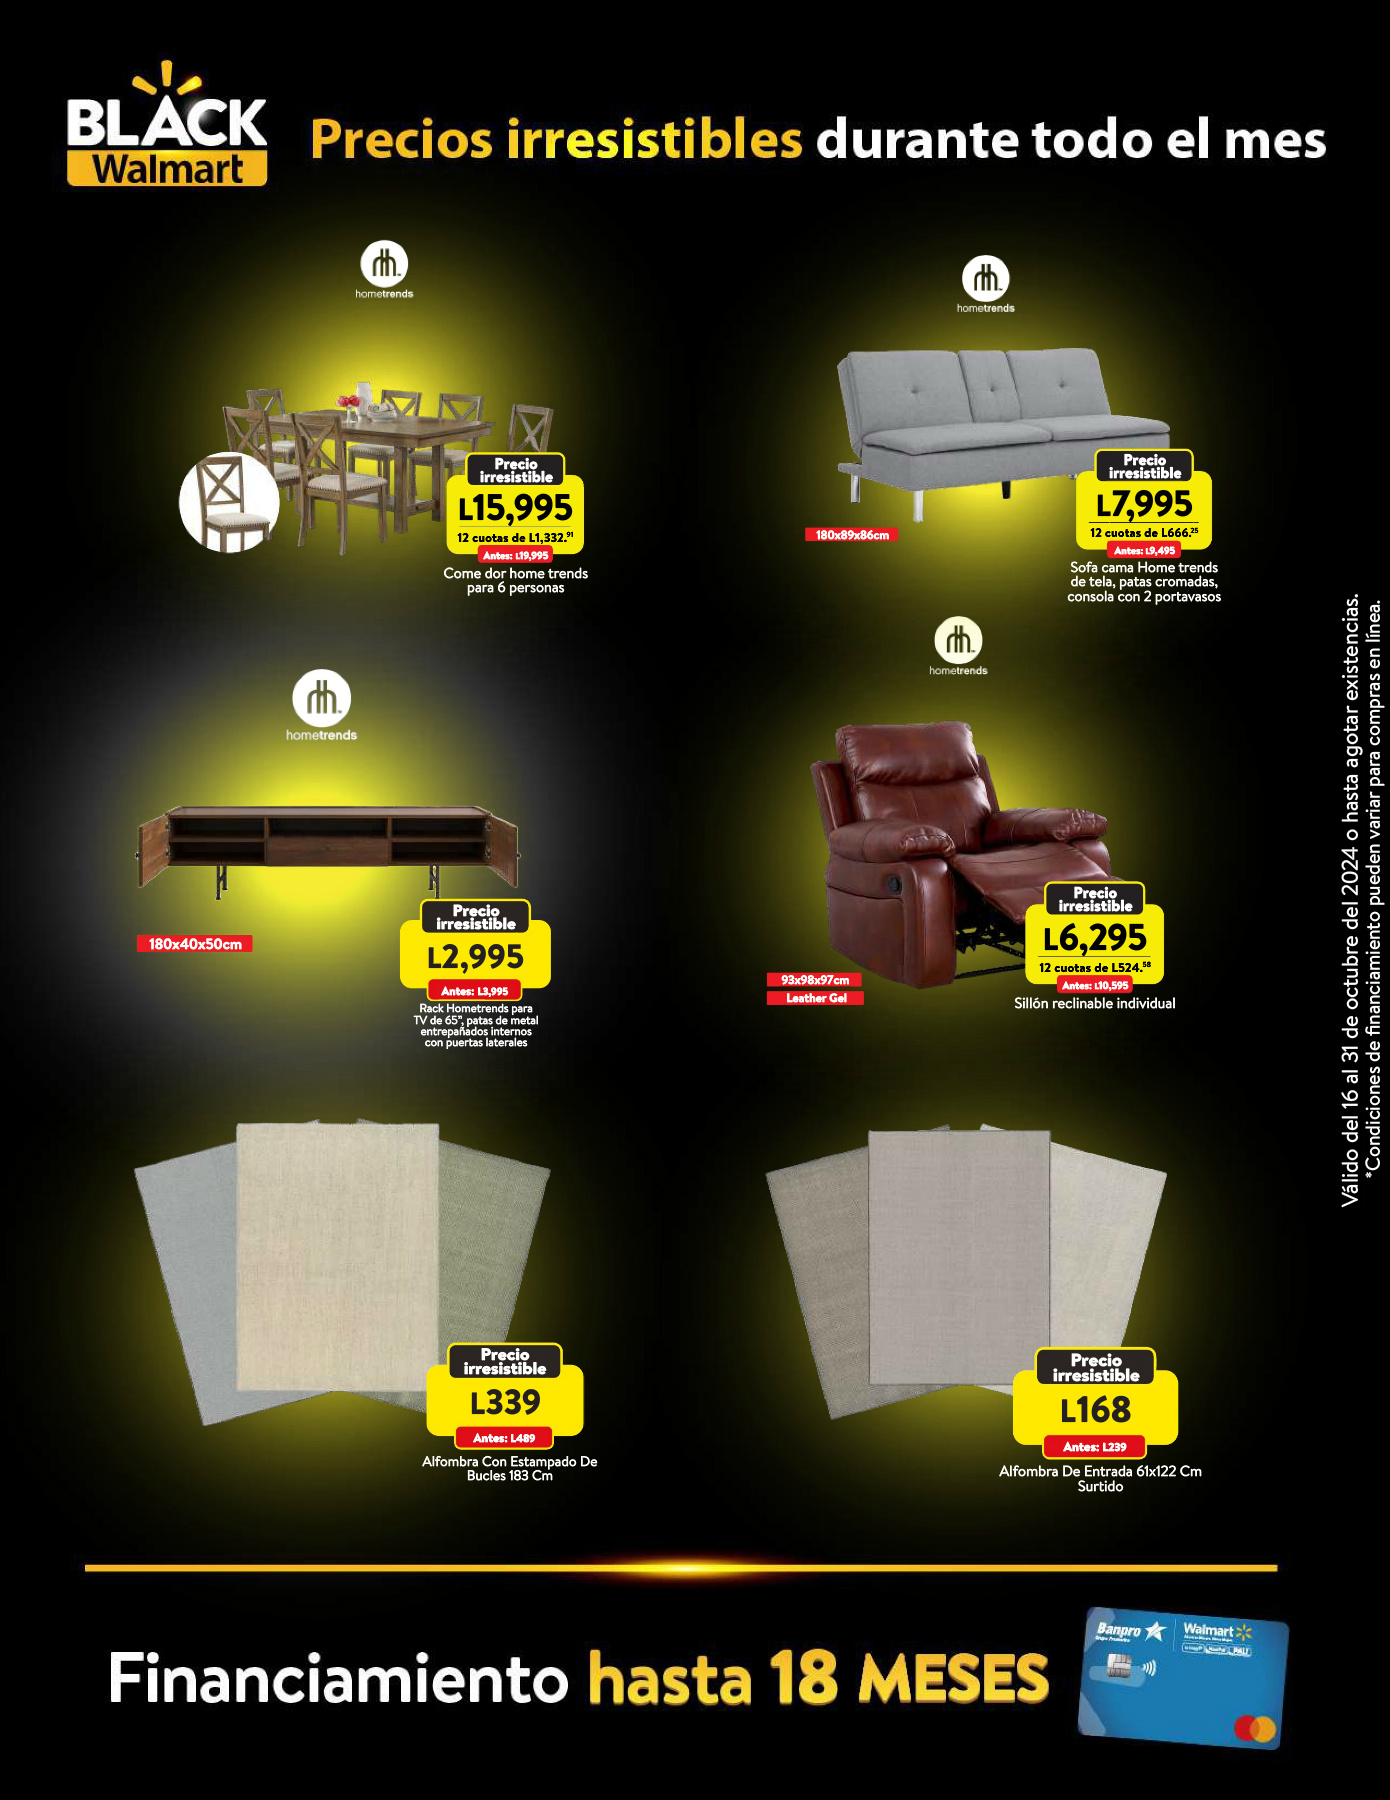 BLACK
Walmart
Precios irresistibles durante todo el mes
hometrends
Precio
irresistible
L15,995
12 cuotas de L1,332.91
Antes: L19,995
Come dor home trends
para 6 personas
hometrends
180x89x86cm
Precio
irresistible
L7,995
12 cuotas de L666.25
Antes: L9,495
Sofa cama Home trends
de tela, patas cromadas,
consola con 2 portavasos
hometrends
180x40x50cm
Precio
irresistible
L2,995
Antes: L3,995
Rack Hometrends para
TV de 65", patas de metal
entrepañados internos
con puertas laterales
hometrends
93x98x97cm
Leather Gel
Precio
irresistible
L6,295
12 cuotas de L524.58
Antes: L10,595
Sillón reclinable individual
Precio
irresistible
L339
Antes: L489
Alfombra Con Estampado De
Bucles 183 Cm
Precio
irresistible
L168
Antes: L239
Alfombra De Entrada 61x122 Cm
Surtido
Válido del 16 al 31 de octubre del 2024 o hasta agotar existencias.
*Condiciones de financiamiento pueden variar para compras en línea.
Financiamiento hasta 18 MESES
Banpro
Walmart
PALÍ